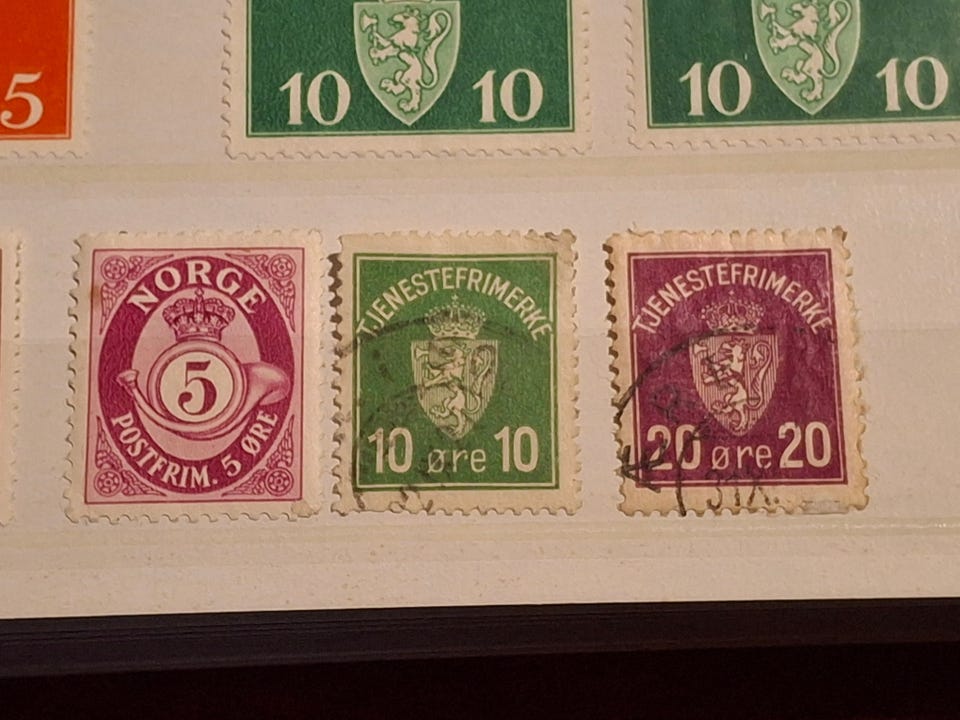 5
10 10
10 10
NORGE
5
POSTFRIM. 5 ØRE
TJENESTEFRIMERKE
10 øre 10
TJENESTEFRIMERKE
20 øre 20